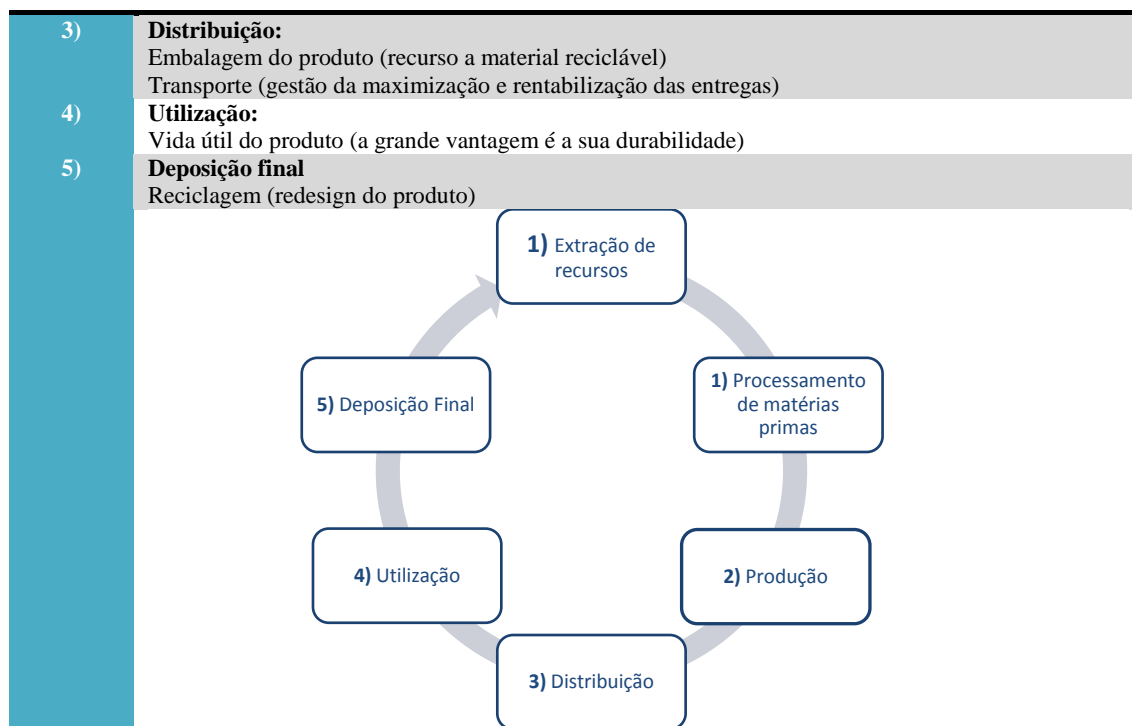 3) Distribuição:
Embalagem do produto (recurso a material reciclável)
Transporte (gestão da maximização e rentabilização das entregas)
4) Utilização:
Vida útil do produto (a grande vantagem é a sua durabilidade)
5) Deposição final
Reciclagem (redesign do produto)
1) Extração de
recursos
1) Processamento
de matérias
primas
2) Produção
3) Distribuição
4) Utilização
5) Deposição Final